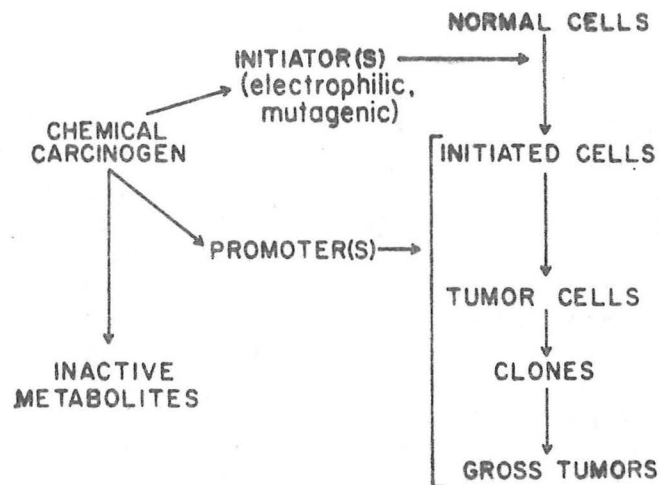 NORMAL CELLS
INITIATOR(S)
(electrophilic,
mutagenic)
CHEMICAL
CARCINOGEN
INITIATED CELLS
PROMOTER(S)
TUMOR CELLS
INACTIVE
METABOLITES
CLONES
GROSS TUMORS